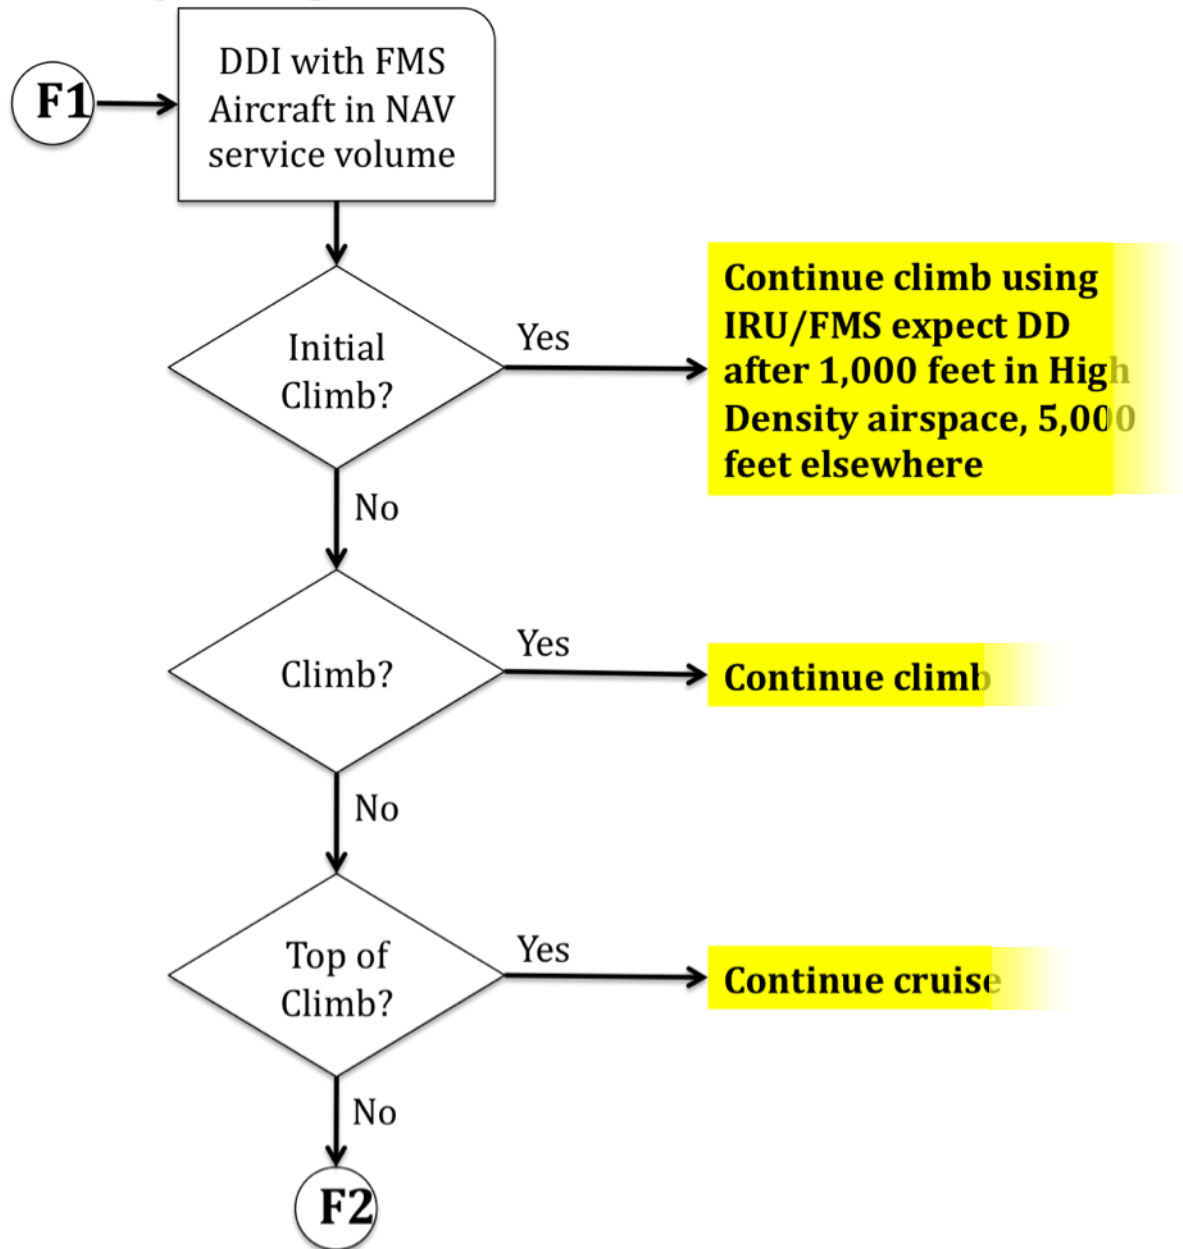 F1
DDI with FMS
Aircraft in NAV
service volume
Initial
Climb?
Yes
Continue climb using
IRU/FMS expect DD
after 1,000 feet in High
Density airspace, 5,000
feet elsewhere
No
Climb?
Yes
Continue climb
No
Top of
Climb?
Yes
Continue cruise
No
F2